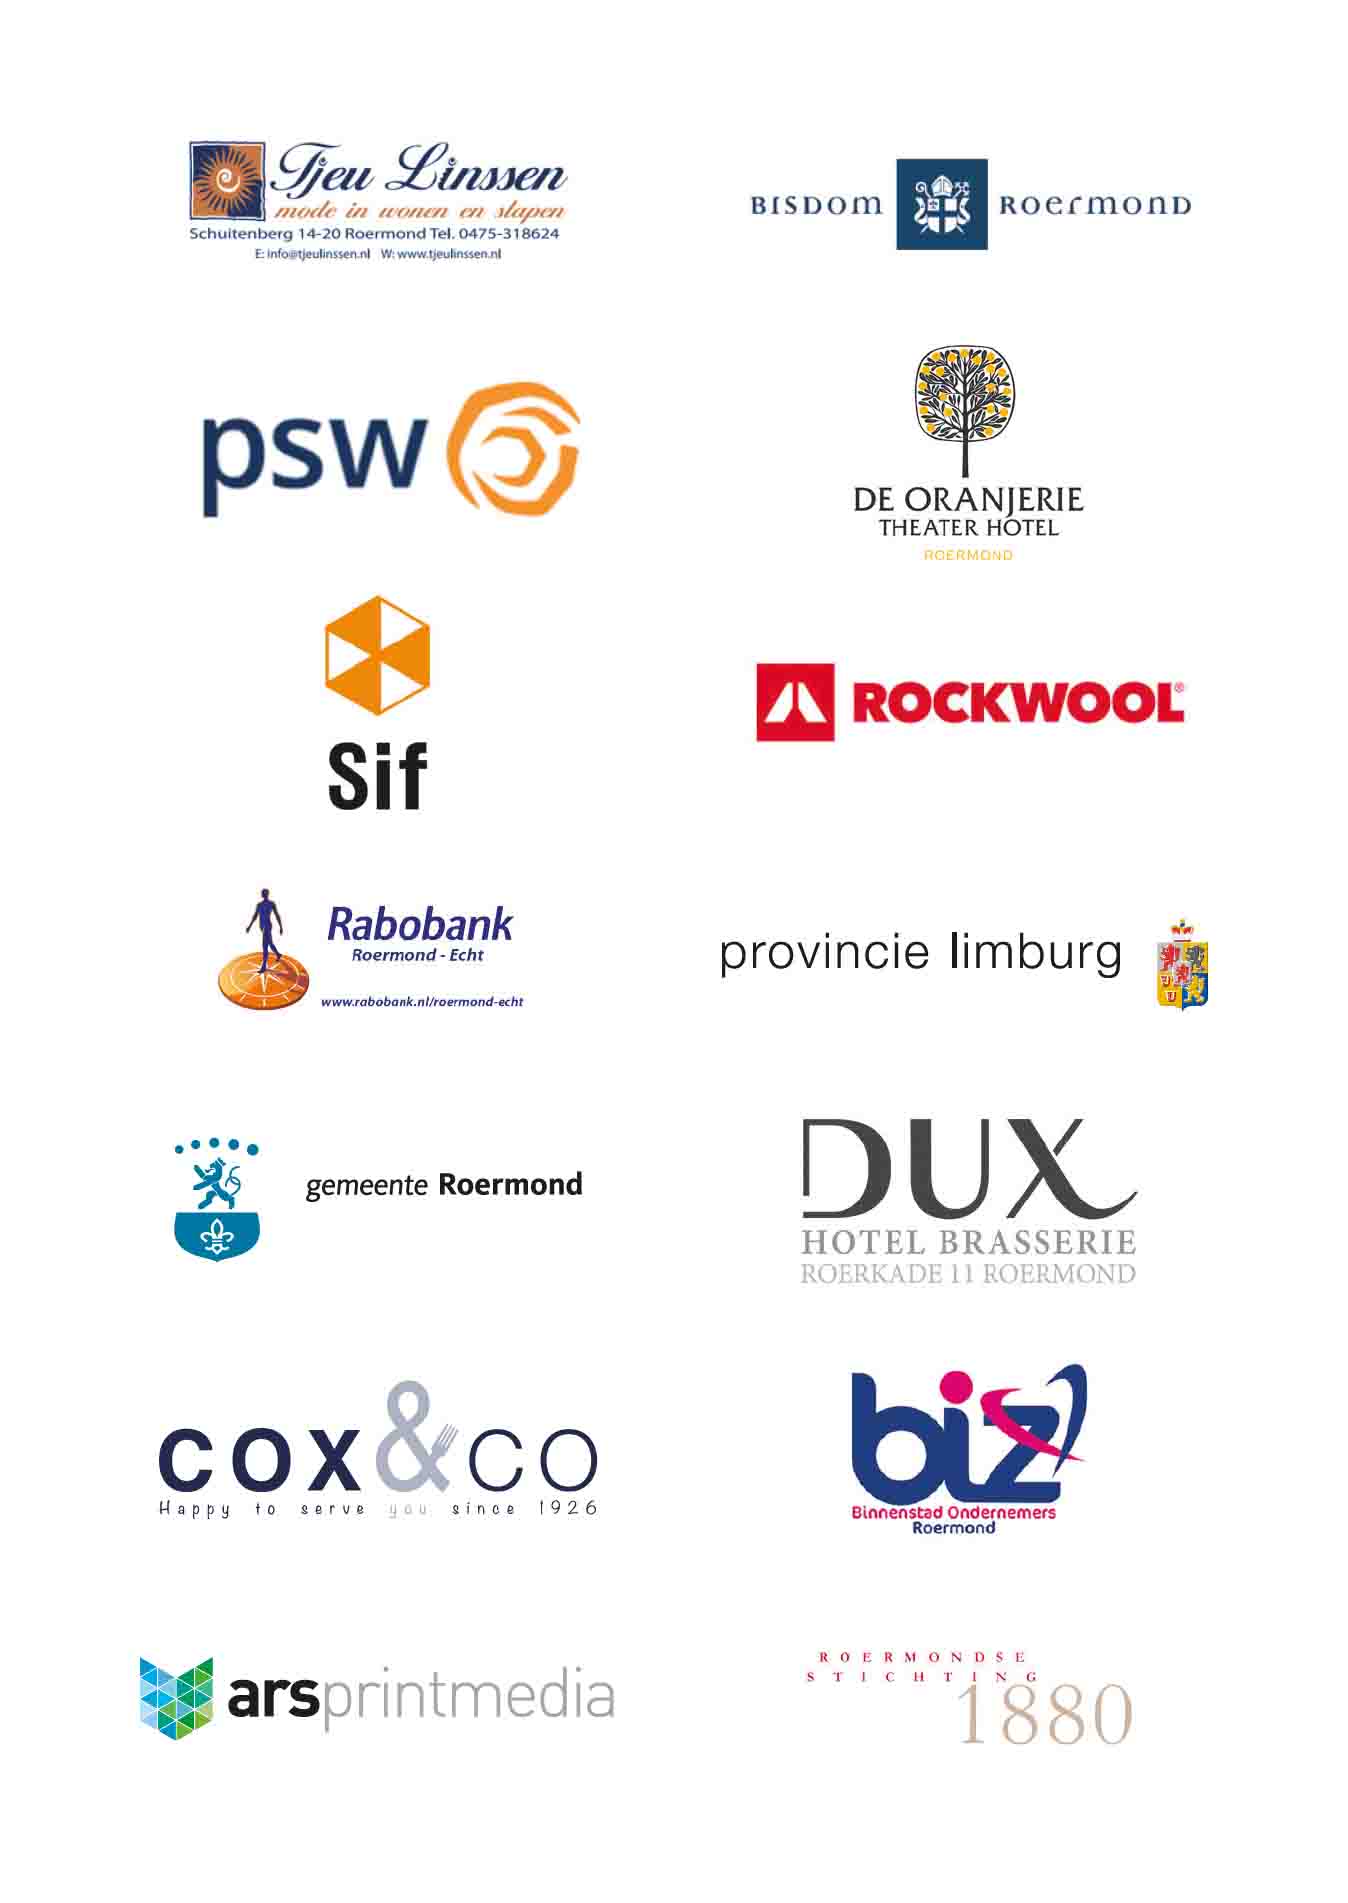 Tjeu Linssen
mode in wonen en slapen
Schuitenberg 14-20 Roermond Tel. 0475-318624
E: info@tjeulinssen.nl W: www.tjeulinssen.nl
BISDOM ROERMOND
psw
DE ORANJERIE
THEATER HOTEL
ROERMOND
Sif
ROCKWOOL®
Rabobank
Roermond - Echt
www.rabobank.nl/roermond-echt
provincie limburg
gemeente Roermond
DUX
HOTEL BRASSERIE
ROERKADE 11 ROERMOND
cox&co
Happy to serve you since 1926
biz
Binnenstad Ondernemers
Roermond
arsprintmedia
ROERMONDSE
STICHTING
1880